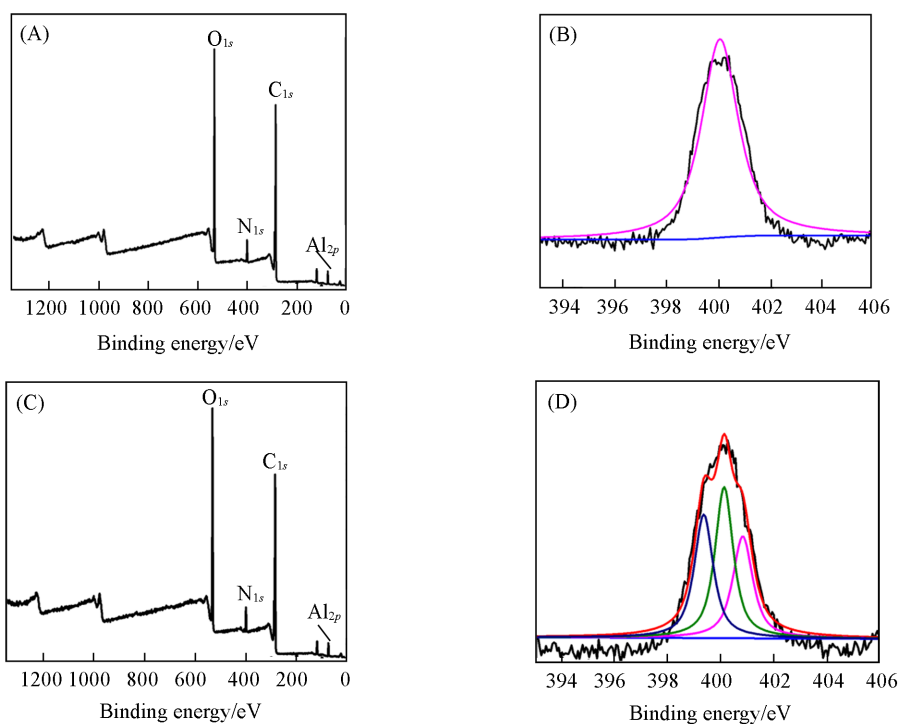 (A)
O1s
C1s
N1s
Al2p
1200 1000 800 600 400 200 0
Binding energy/eV
(B)
394 396 398 400 402 404 406
Binding energy/eV
(C)
O1s
C1s
N1s
Al2p
1200 1000 800 600 400 200 0
Binding energy/eV
(D)
394 396 398 400 402 404 406
Binding energy/eV